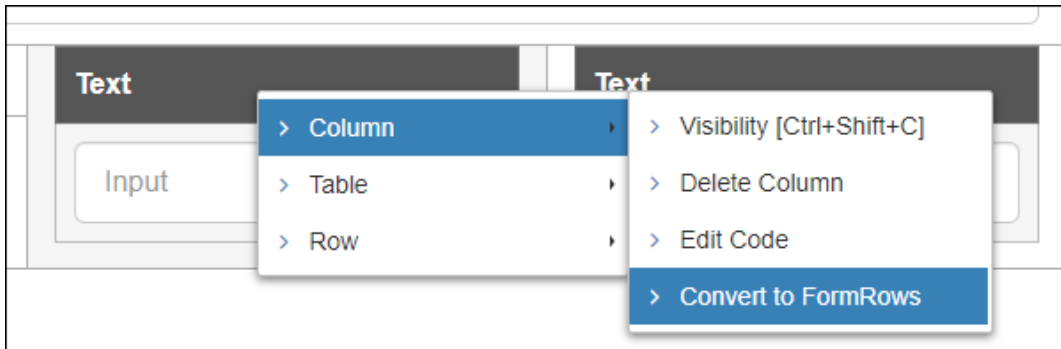 Text
Text
Column
Table
Row
Visibility [Ctrl+Shift+C]
Delete Column
Edit Code
Convert to FormRows
Input